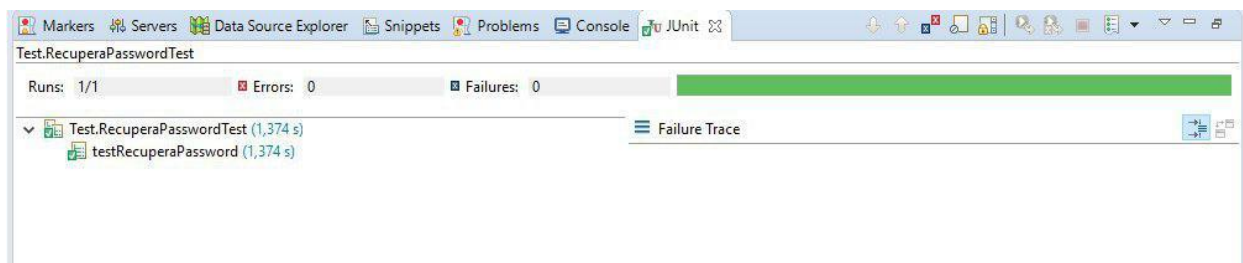 Markers Servers Data Source Explorer Snippets Problems Console JUnit
Test.RecuperaPasswordTest
Runs: 1/1 Errors: 0 Failures: 0
Test.RecuperaPasswordTest (1,374 s) Failure Trace
testRecuperaPassword (1,374 s)